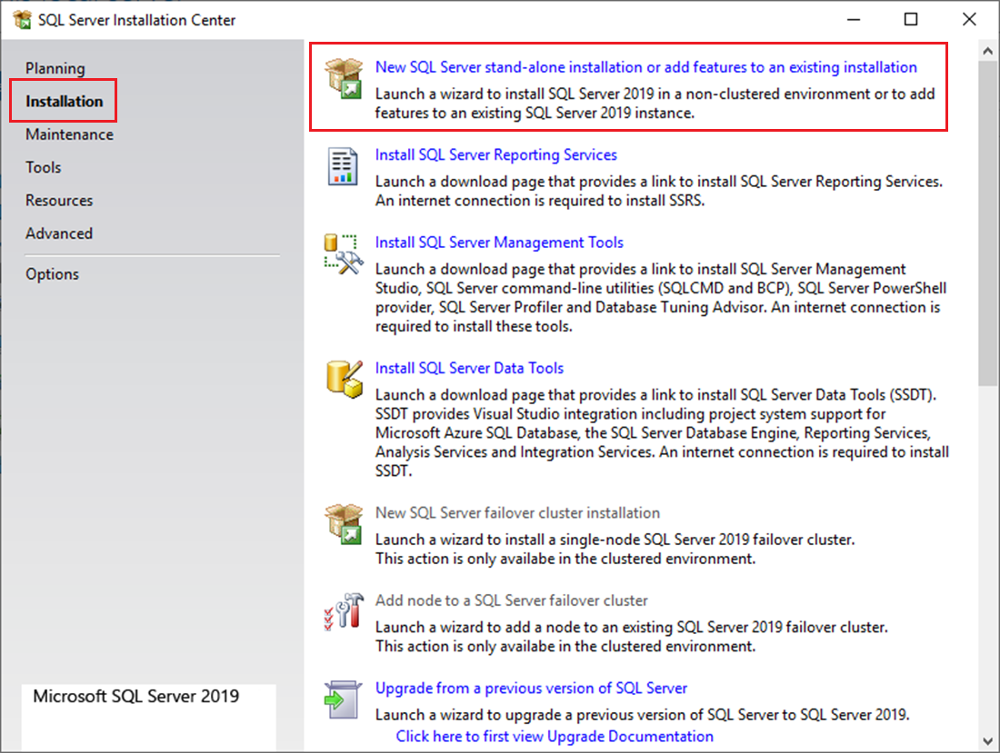 SQL Server Installation Center
Planning
Installation
Maintenance
Tools
Resources
Advanced
Options
Microsoft SQL Server 2019
New SQL Server stand-alone installation or add features to an existing installation
Launch a wizard to install SQL Server 2019 in a non-clustered environment or to add
features to an existing SQL Server 2019 instance.
Install SQL Server Reporting Services
Launch a download page that provides a link to install SQL Server Reporting Services.
An internet connection is required to install SSRS.
Install SQL Server Management Tools
Launch a download page that provides a link to install SQL Server Management
Studio, SQL Server command-line utilities (SQLCMD and BCP), SQL Server PowerShell
provider, SQL Server Profiler and Database Tuning Advisor. An internet connection is
required to install these tools.
Install SQL Server Data Tools
Launch a download page that provides a link to install SQL Server Data Tools (SSDT).
SSDT provides Visual Studio integration including project system support for
Microsoft Azure SQL Database, the SQL Server Database Engine, Reporting Services,
Analysis Services and Integration Services. An internet connection is required to install
SSDT.
New SQL Server failover cluster installation
Launch a wizard to install a single-node SQL Server 2019 failover cluster.
This action is only availabe in the clustered environment.
Add node to a SQL Server failover cluster
Launch a wizard to add a node to an existing SQL Server 2019 failover cluster.
This action is only availabe in the clustered environment.
Upgrade from a previous version of SQL Server
Launch a wizard to upgrade a previous version of SQL Server to SQL Server 2019.
Click here to first view Upgrade Documentation